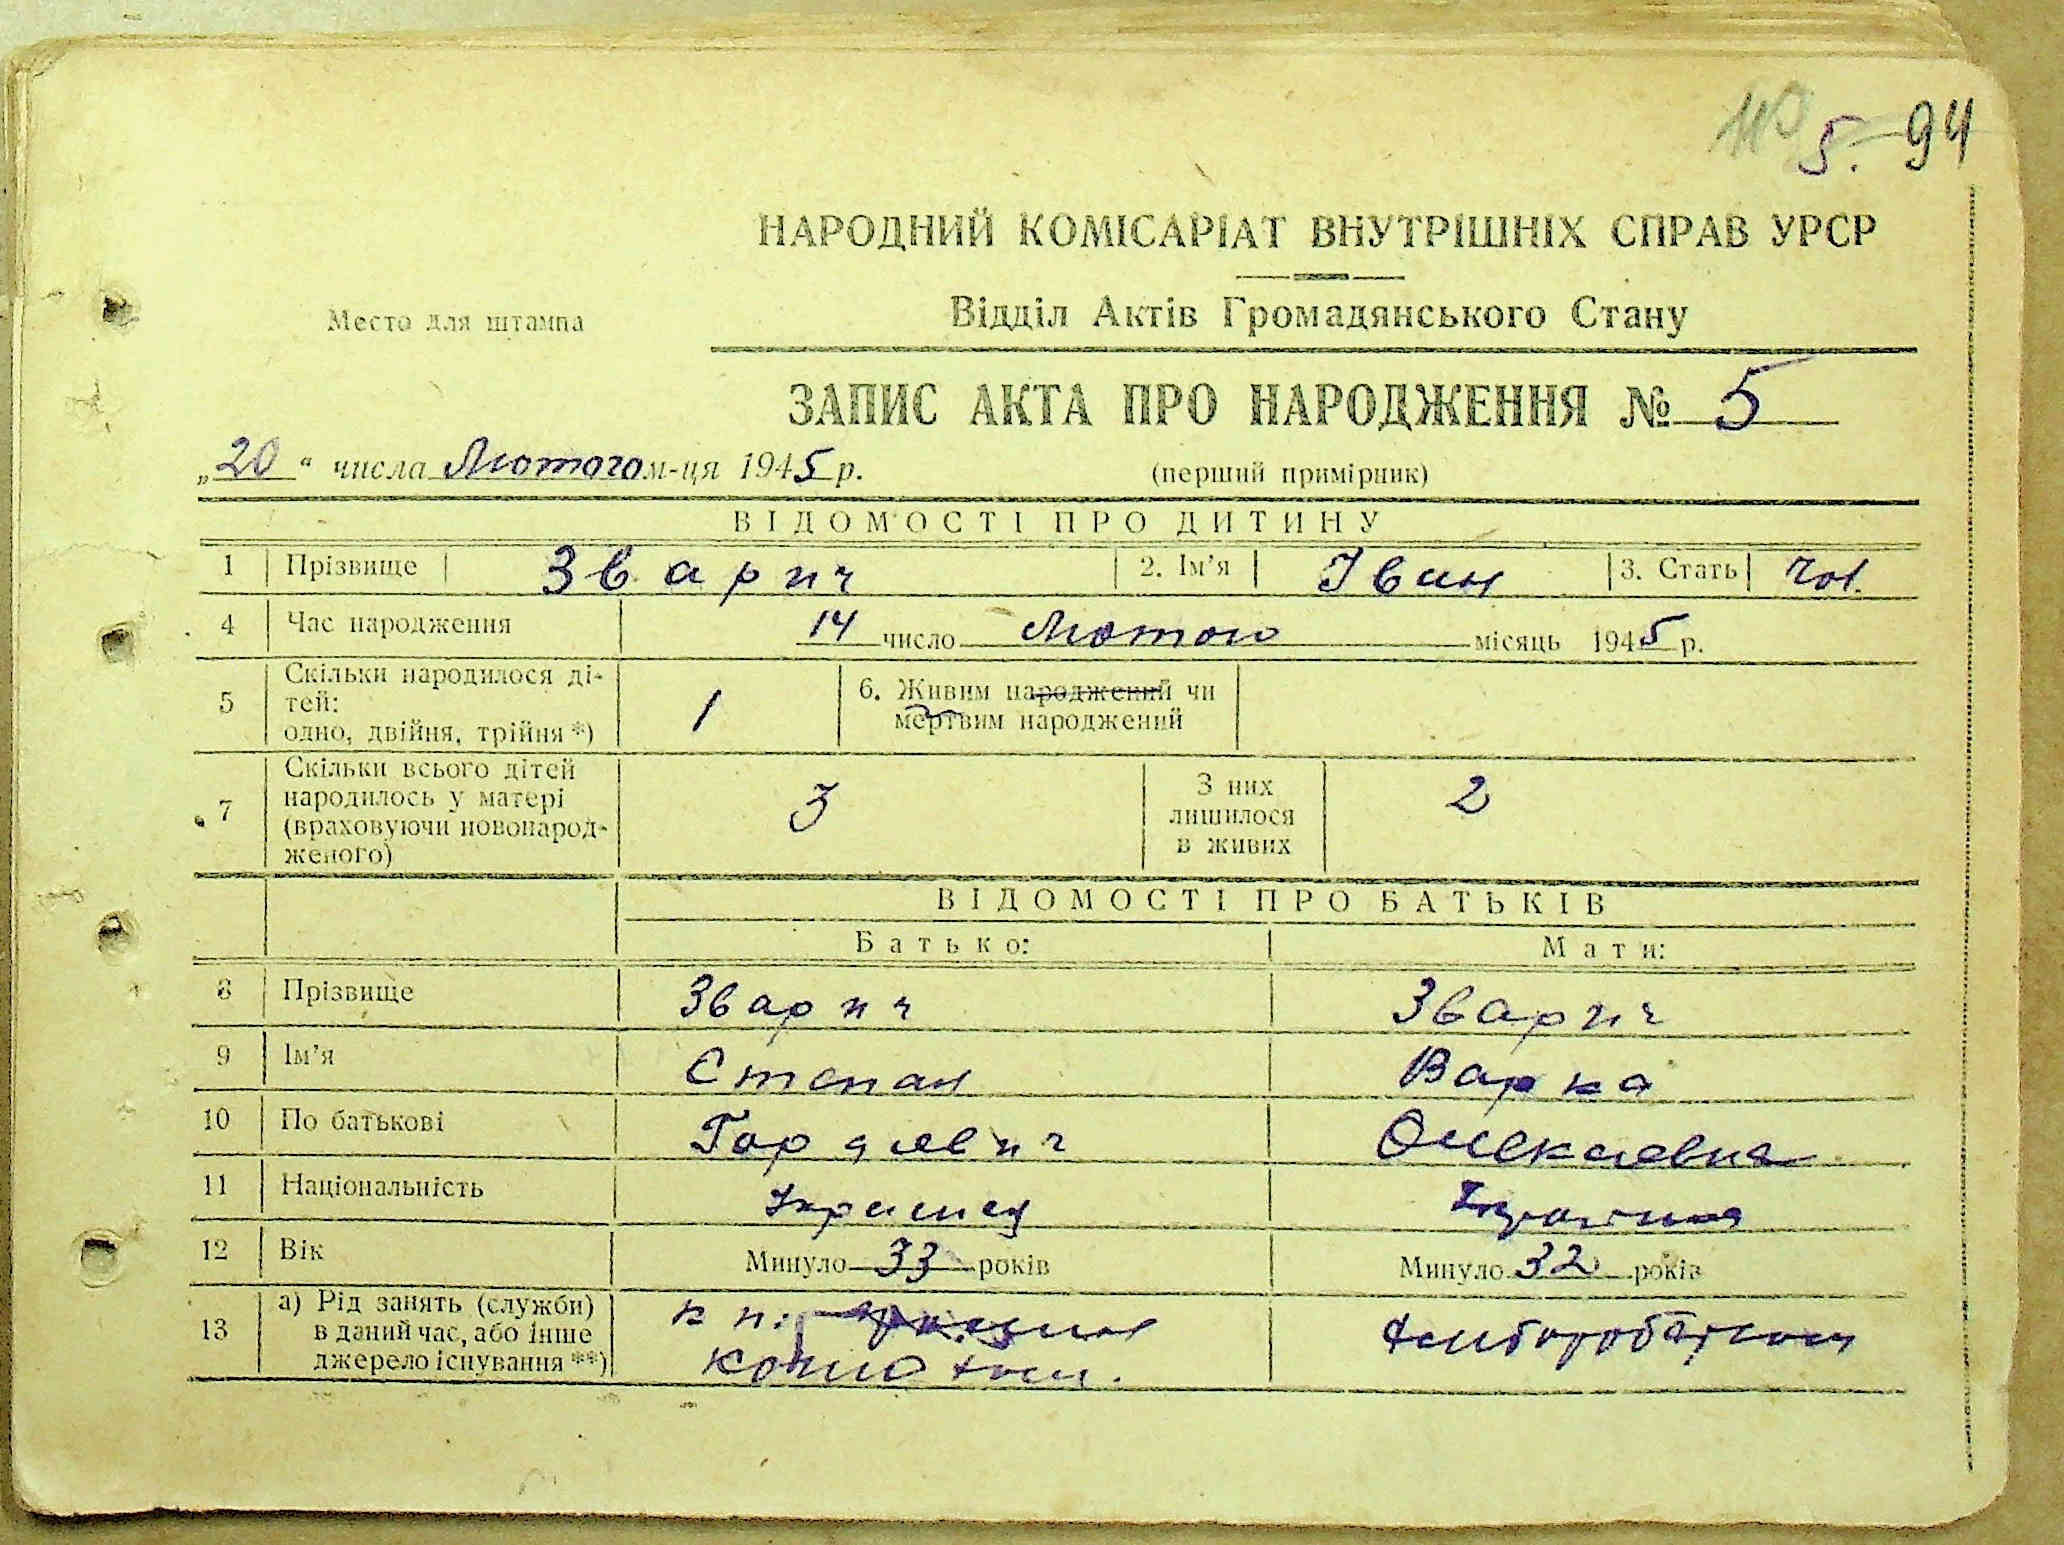 5. 94
НАРОДНИЙ КОМІСАРІАТ ВНУТРІШНІХ СПРАВ УРСР
Место для штампа
Відділ Актів Громадянського Стану
ЗАПИС АКТА ПРО НАРОДЖЕННЯ № 5
„20“ числа Лютого м-ця 1945 р. (перший примірник)
ВІДОМОСТІ ПРО ДИТИНУ
1 Прізвище Зварич 2. Ім'я Іван 3. Стать Чол.
4 Час народження 14 число Лютого місяць 1945 р.
5 Скільки народилося ді-
тей:
одно, двійня, трійня *) 1
6. Живим народжений чи
мертвим народжений
7 Скільки всього дітей
народилось у матері
(враховуючи новонарод-
женого) 3
З них
лишилося
в живих 2
ВІДОМОСТІ ПРО БАТЬКІВ
Батько: Мати:
8 Прізвище Зварич Зварич
9 Ім'я Степан Варка
10 По батькові Гордієвич
11 Національність Українец Українка
12 Вік Минуло 33 років Минуло 32 років
13 а) Рід занять (служби)
в даний час, або інше
джерело існування **)